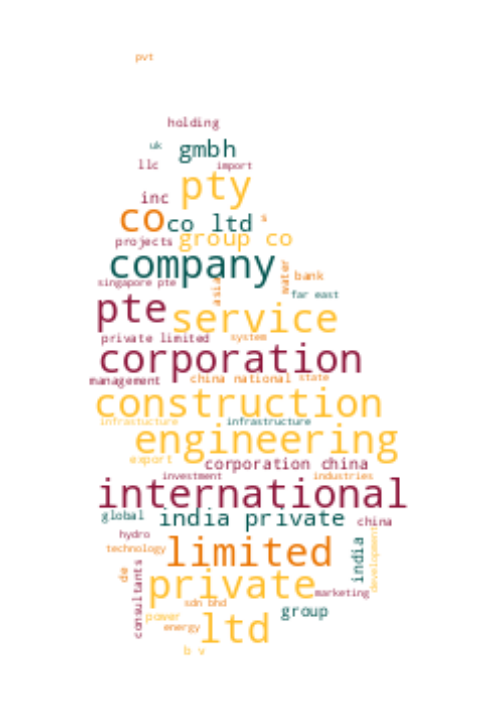 pvt
holding
uk gmbh
llc import
inc pty
co co ltd s
projects group co
company
singapore pte asia water bank
far east
pte service
private limited system
corporation
management china national state
construction
infrastucture infrastructure
engineering
export corporation china
investment industries
international
global india private china
hydro
technology limited india development
de consultants private marketing
sdn bhd
power group
energy ltd
b v